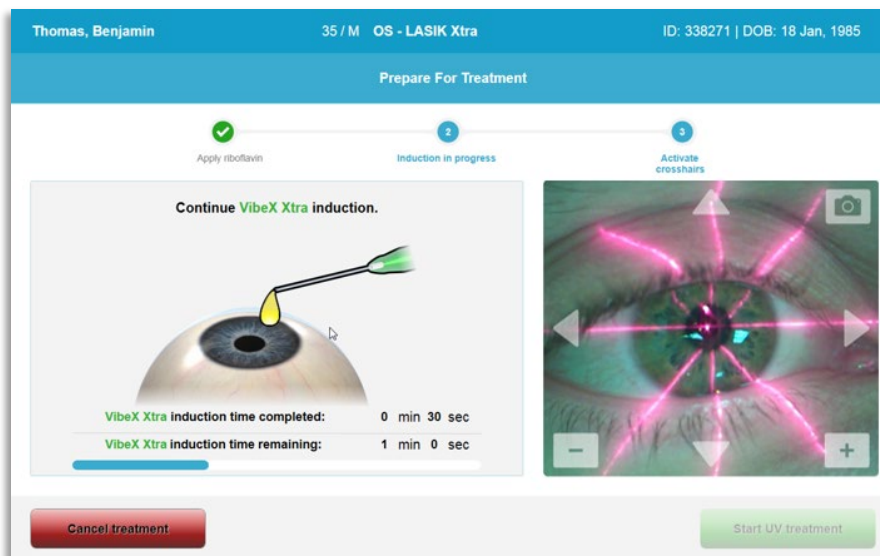 Thomas, Benjamin 35 / M OS - LASIK Xtra ID: 338271 | DOB: 18 Jan, 1985
Prepare For Treatment
2 3
Apply riboflavin Induction in progress Activate
crosshairs
Continue VibeX Xtra induction.
VibeX Xtra induction time completed: 0 min 30 sec
VibeX Xtra induction time remaining: 1 min 0 sec
Cancel treatment Start UV treatment